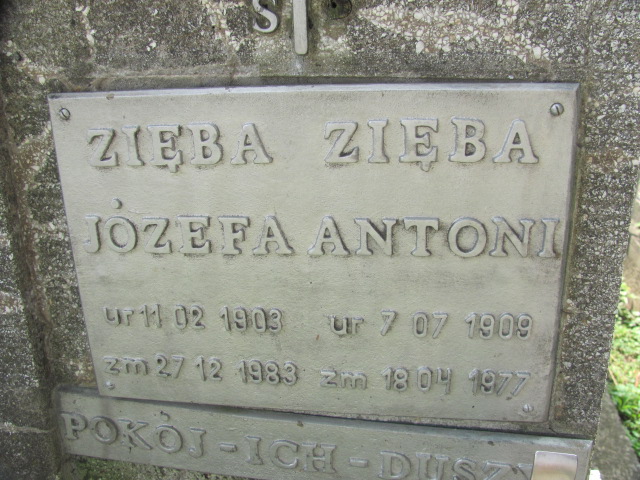 Ś
ZIĘBA ZIĘBA
JÓZEFA ANTONI
ur 11 02 1903 ur 7 07 1909
zm 27 12 1983 zm 18 04 1977
POKÓJ - ICH - DUSZY